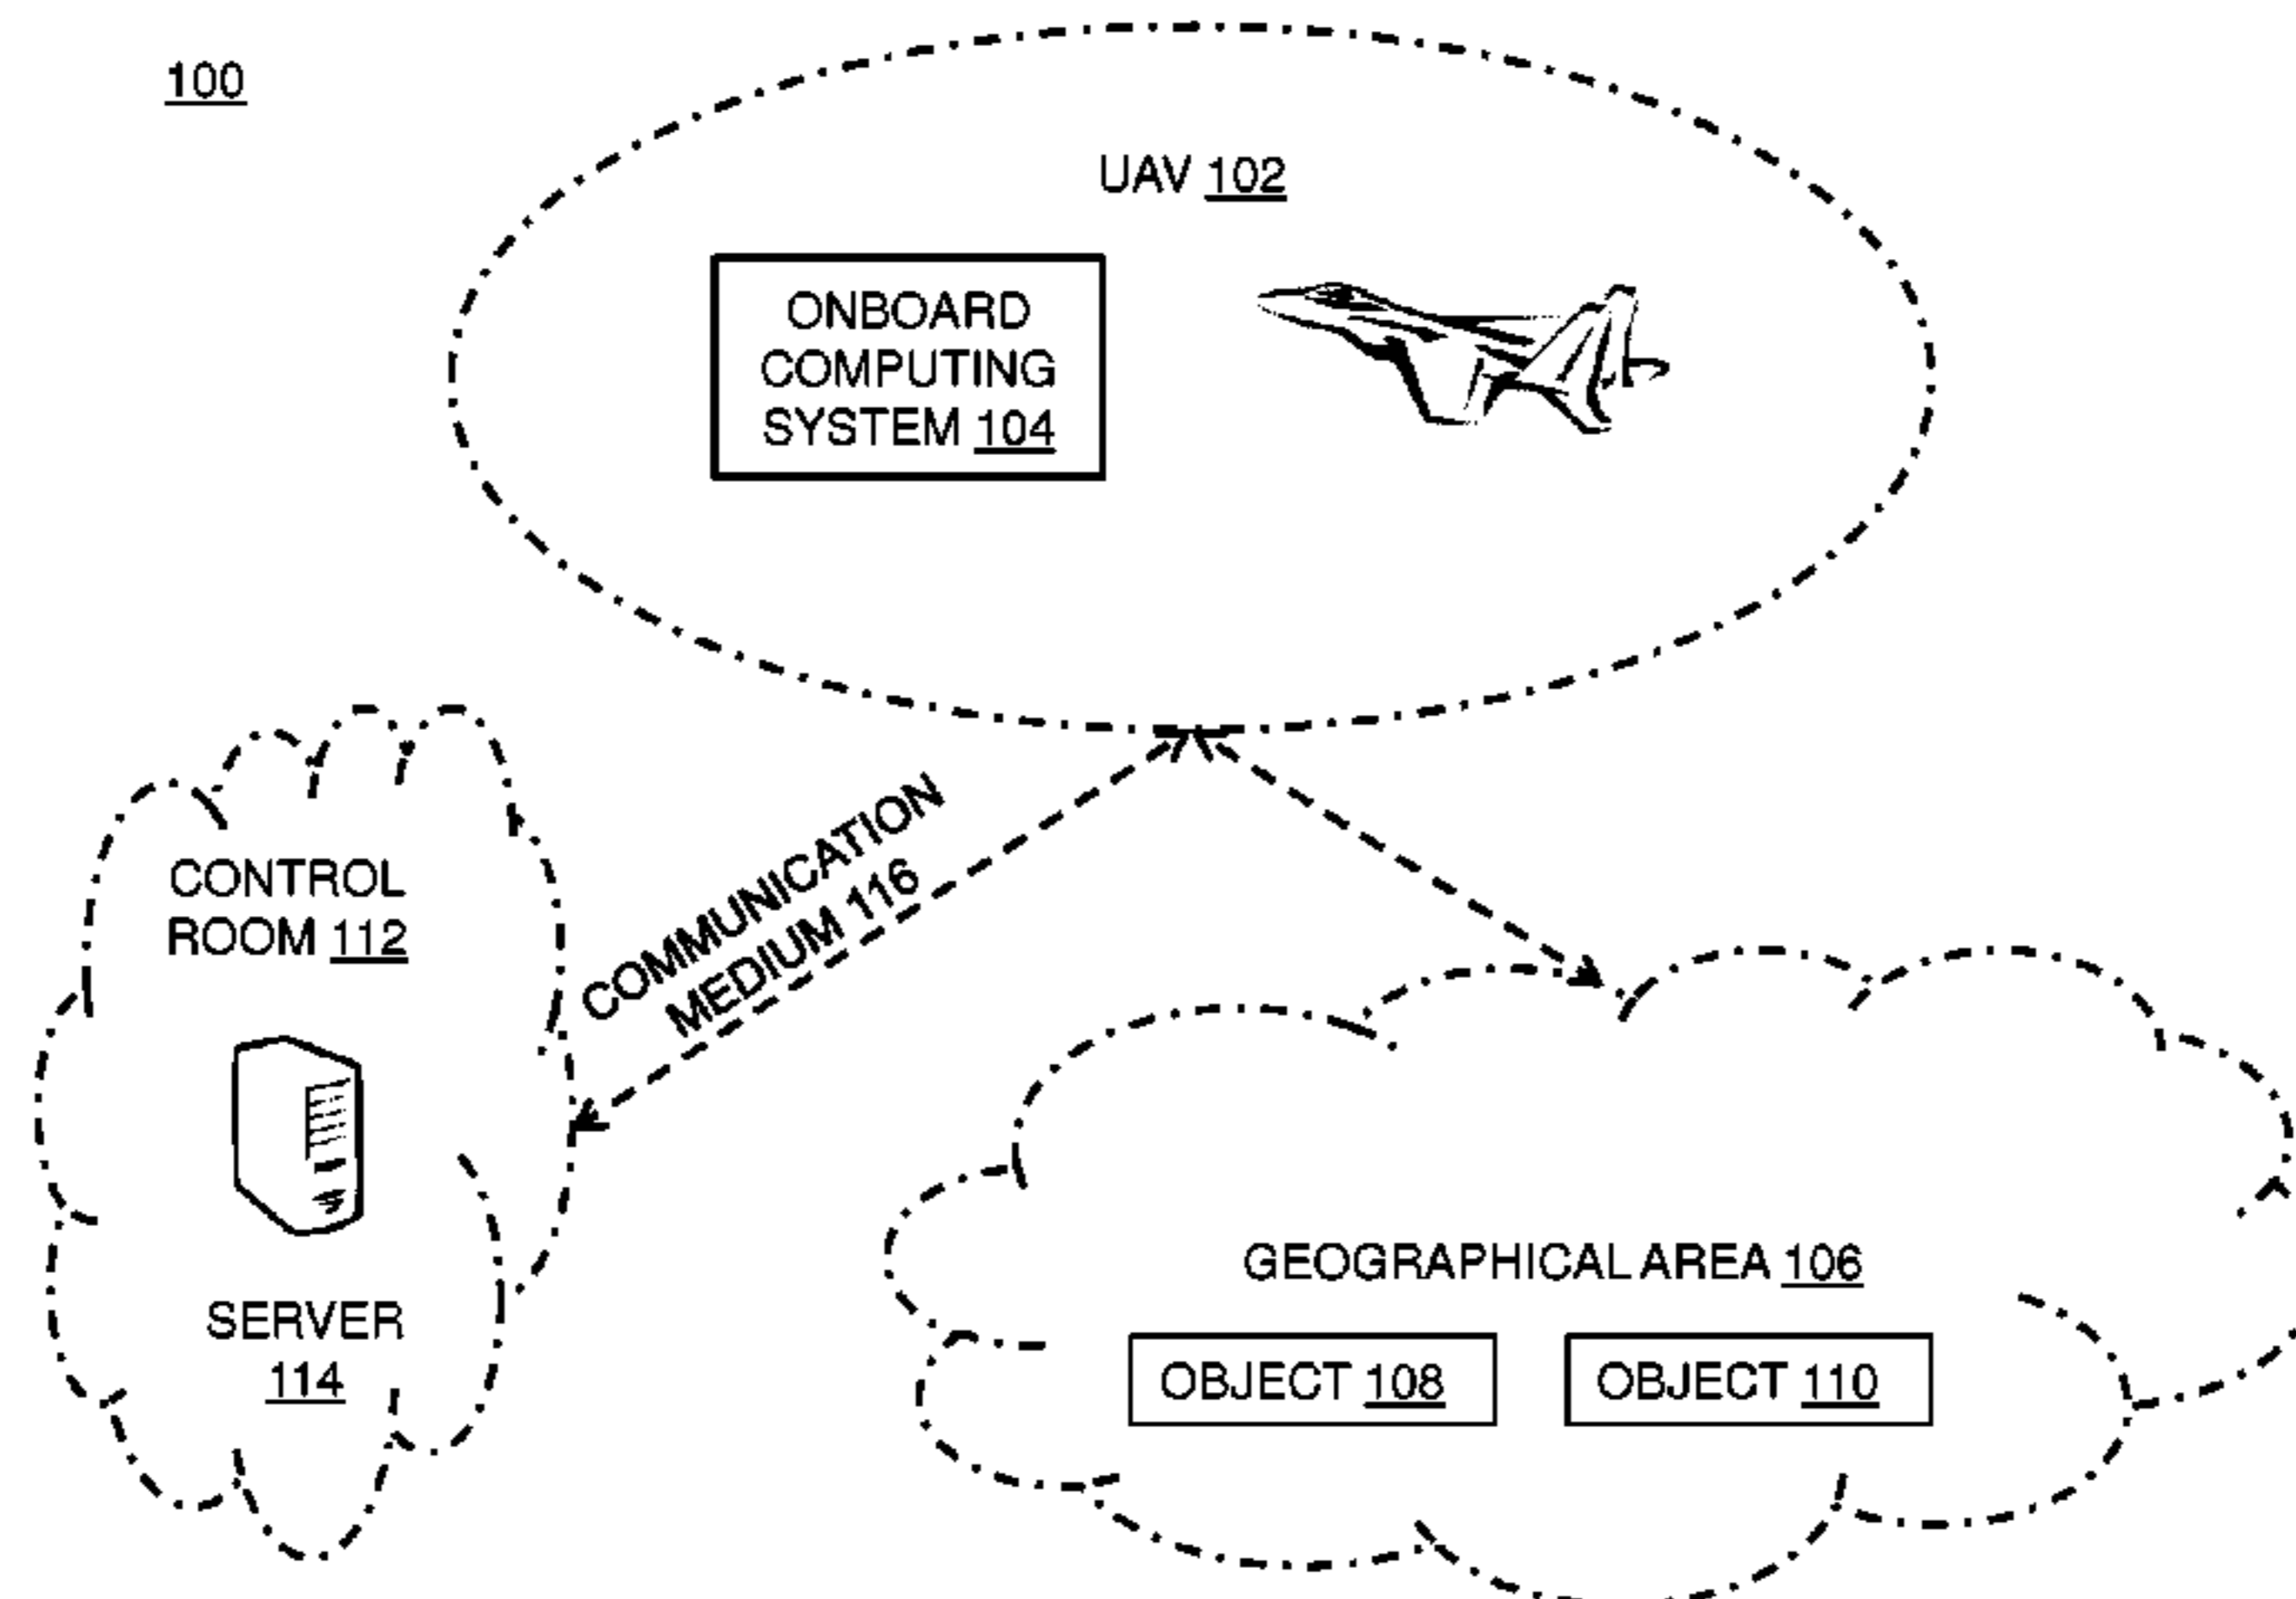 100
UAV 102
ONBOARD
COMPUTING
SYSTEM 104
COMMUNICATION
MEDIUM 116
CONTROL
ROOM 112
SERVER
114
GEOGRAPHICAL AREA 106
OBJECT 108
OBJECT 110